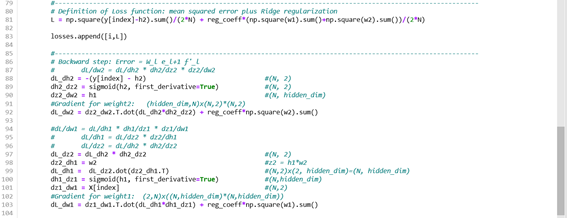 79 #-----------------------------------------------------------------------
80 # Definition of Loss function: mean squared error plus Ridge regularization
81 L = np.square(y[index]-h2).sum()/(2*N) + reg_coeff*(np.square(w1).sum()+np.square(w2).sum())/(2*N)
82
83 losses.append([i,L])
84
85 #-----------------------------------------------------------------------
86 # Backward step: Error = W_l e_l+1 f'_l
87 # dL/dw2 = dL/dh2 * dh2/dz2 * dz2/dw2
88 dL_dh2 = -(y[index] - h2) #(N, 2)
89 dh2_dz2 = sigmoid(h2, first_derivative=True) #(N, 2)
90 dz2_dw2 = h1 #(N, hidden_dim)
91 #Gradient for weight2: (hidden_dim,N)x(N,2)*(N,2)
92 dL_dw2 = dz2_dw2.T.dot(dL_dh2*dh2_dz2) + reg_coeff*np.square(w2).sum()
93
94 #dL/dw1 = dL/dh1 * dh1/dz1 * dz1/dw1
95 # dL/dh1 = dL/dz2 * dz2/dh1
96 # dL/dz2 = dL/dh2 * dh2/dz2
97 dL_dz2 = dL_dh2 * dh2_dz2 #(N, 2)
98 dz2_dh1 = w2 #z2 = h1*w2
99 dL_dh1 = dL_dz2.dot(dz2_dh1.T) #(N,2)x(2, hidden_dim)=(N, hidden_dim)
100 dh1_dz1 = sigmoid(h1, first_derivative=True) #(N,hidden_dim)
101 dz1_dw1 = X[index] #(N,2)
102 #Gradient for weight1: (2,N)x((N,hidden_dim)*(N,hidden_dim))
103 dL_dw1 = dz1_dw1.T.dot(dL_dh1*dh1_dz1) + reg_coeff*np.square(w1).sum()
104